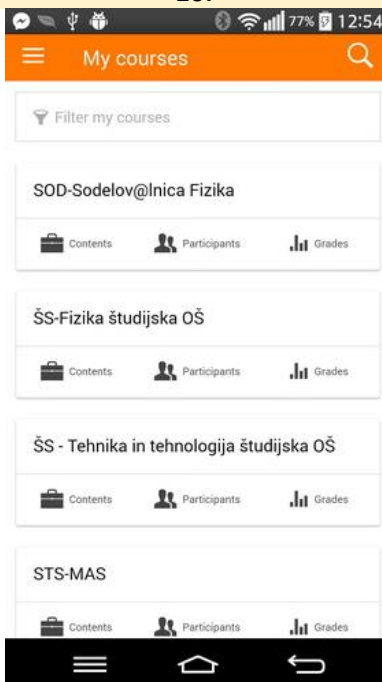 77% 12:54
My courses
Filter my courses
SOD-Sodelov@lnica Fizika
Contents Participants Grades
ŠS-Fizika študijska OŠ
Contents Participants Grades
ŠS - Tehnika in tehnologija študijska OŠ
Contents Participants Grades
STS-MAS
Contents Participants Grades